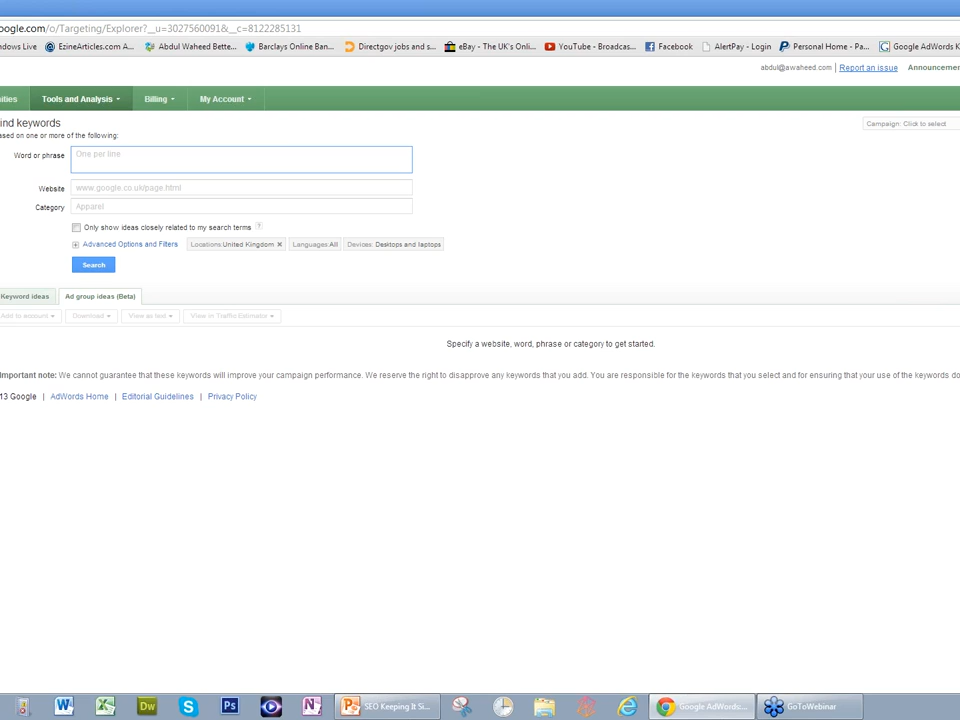 oogle.com/o/Targeting/Explorer?__u=3027560091&__c=8122285131
ndows Live EzineArticles.com A... Abdul Waheed Bette... Barclays Online Ban... Directgov jobs and s... eBay - The UK's Onli... YouTube - Broadcas... Facebook AlertPay - Login Personal Home - Pa... Google AdWords K
abdul@awaheed.com | Report an issue Announcemen
ities Tools and Analysis Billing My Account
ind keywords
ased on one or more of the following:
Campaign: Click to select
Word or phrase One per line
Website www.google.co.uk/page.html
Category Apparel
Only show ideas closely related to my search terms ?
Advanced Options and Filters Locations: United Kingdom × Languages: All Devices: Desktops and laptops
Search
Keyword ideas Ad group ideas (Beta)
Add to account Download View as text View in Traffic Estimator
Specify a website, word, phrase or category to get started.
Important note: We cannot guarantee that these keywords will improve your campaign performance. We reserve the right to disapprove any keywords that you add. You are responsible for the keywords that you select and for ensuring that your use of the keywords do
13 Google | AdWords Home | Editorial Guidelines | Privacy Policy
W X Dw S Ps N P SEO Keeping It Si... Google AdWords... GoToWebinar